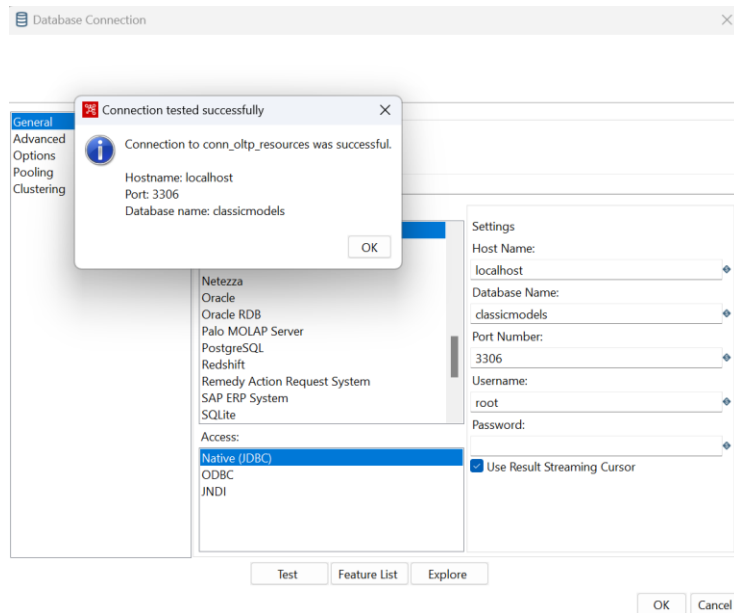 Database Connection
General
Advanced
Options
Pooling
Clustering
Connection tested successfully
Connection to conn_oltp_resources was successful.
Hostname: localhost
Port: 3306
Database name: classicmodels
OK
Netezza
Oracle
Oracle RDB
Palo MOLAP Server
PostgreSQL
Redshift
Remedy Action Request System
SAP ERP System
SQLite
Access:
Native (JDBC)
ODBC
JNDI
Settings
Host Name:
localhost
Database Name:
classicmodels
Port Number:
3306
Username:
root
Password:
Use Result Streaming Cursor
Test
Feature List
Explore
OK
Cancel